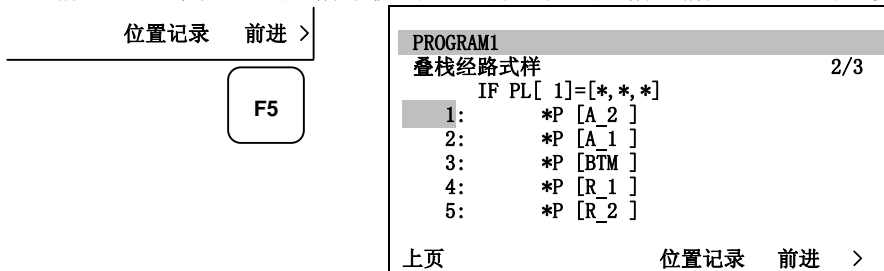 位置记录 前进 >
F5
PROGRAM1
叠栈经路式样 2/3
IF PL[ 1]=[*,*,*]
1: *P [A_2 ]
2: *P [A_1 ]
3: *P [BTM ]
4: *P [R_1 ]
5: *P [R_2 ]
上页 位置记录 前进 >